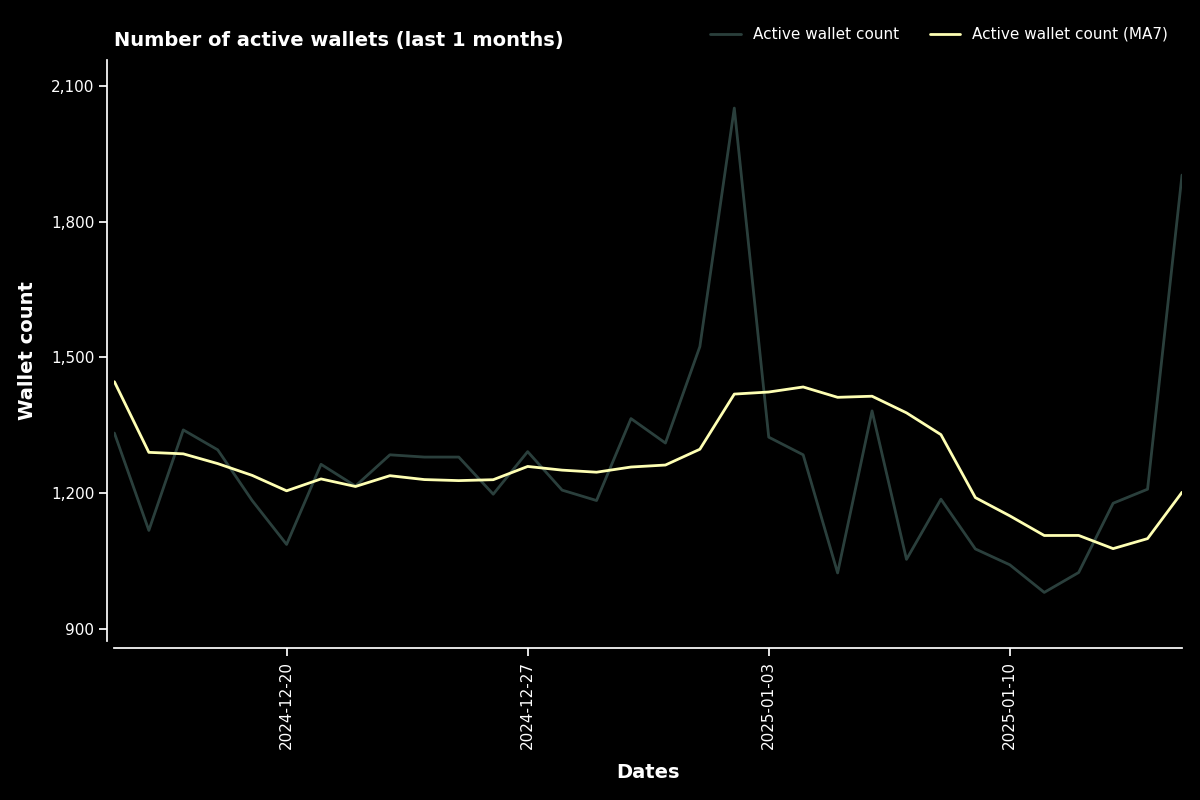 Number of active wallets (last 1 months)
Active wallet count
Active wallet count (MA7)
Wallet count
2,100
1,800
1,500
1,200
900
2024-12-20
2024-12-27
2025-01-03
2025-01-10
Dates